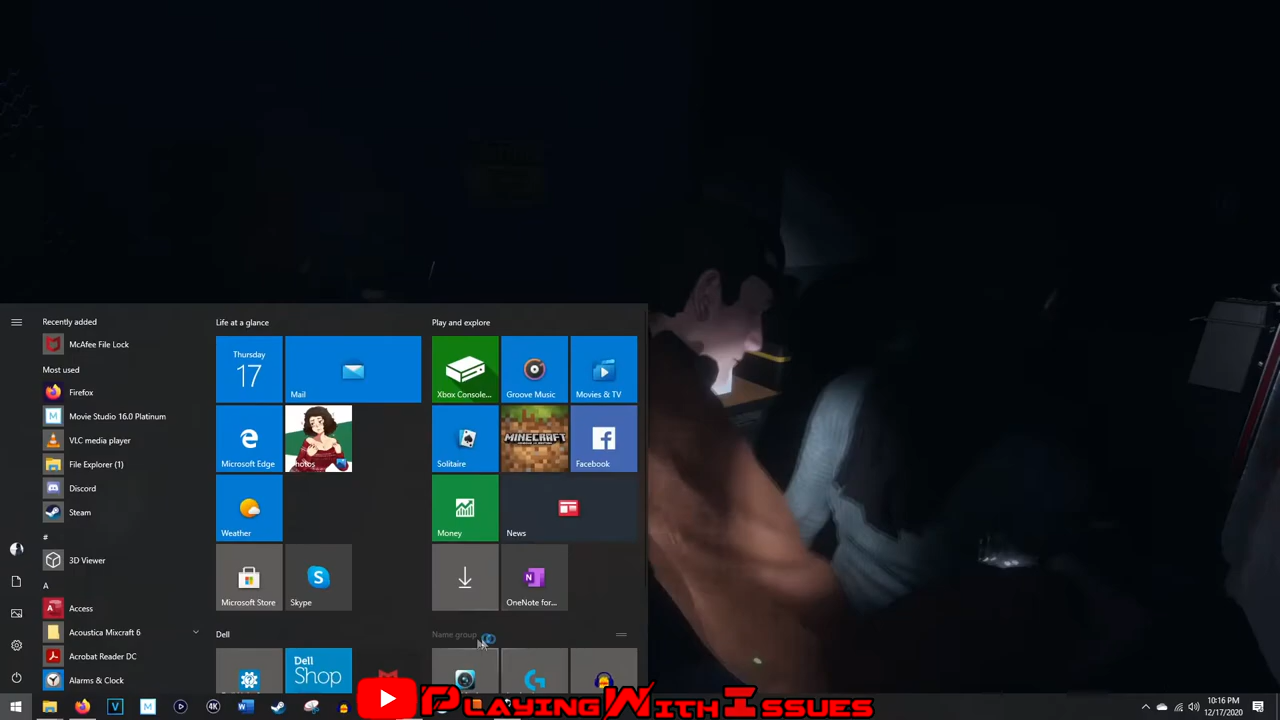 Recently added
McAfee File Lock
Most used
Firefox
Movie Studio 16.0 Platinum
VLC media player
File Explorer (1)
Discord
Steam
#
3D Viewer
A
Access
Acoustica Mixcraft 6
Acrobat Reader DC
Alarms & Clock
Life at a glance
Thursday
17
Mail
Microsoft Edge
Photos
Weather
Microsoft Store
Skype
Dell
Dell
Shop
Play and explore
Xbox Console...
Groove Music
Movies & TV
Solitaire
MINECRAFT
Facebook
Money
News
OneNote for...
Name group
PlayingWithIssues
10:16 PM
12/17/2020